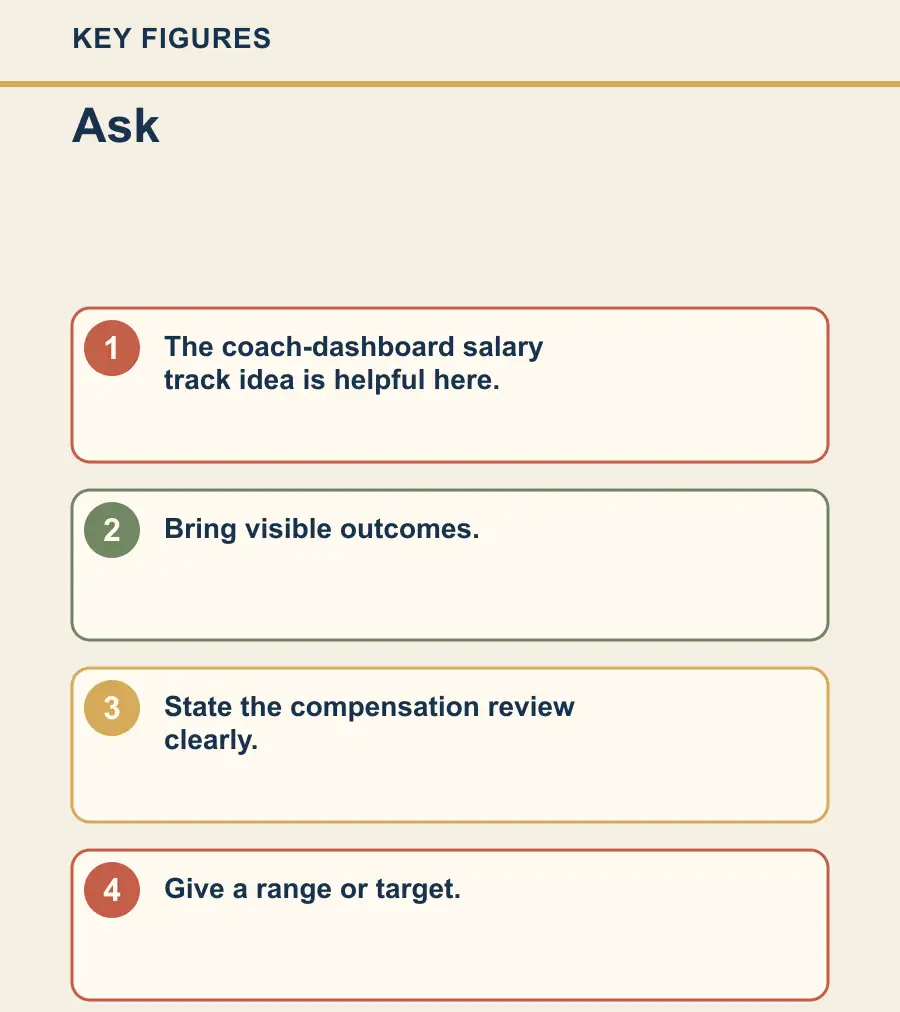 KEY FIGURES
Ask
1
The coach-dashboard salary
track idea is helpful here.
2
Bring visible outcomes.
3
State the compensation review
clearly.
4
Give a range or target.